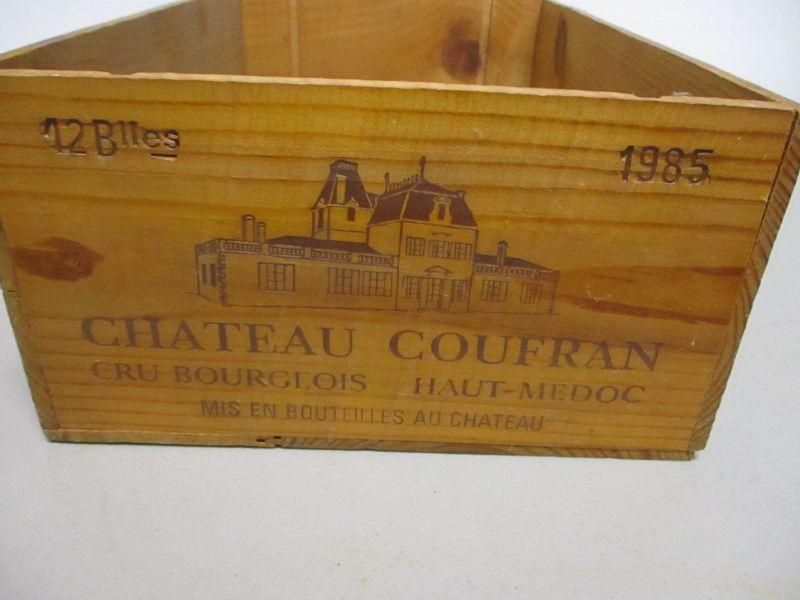 12 Blles
1985
CHATEAU COUFRAN
CRU BOURGEOIS HAUT-MEDOC
MIS EN BOUTEILLES AU CHATEAU